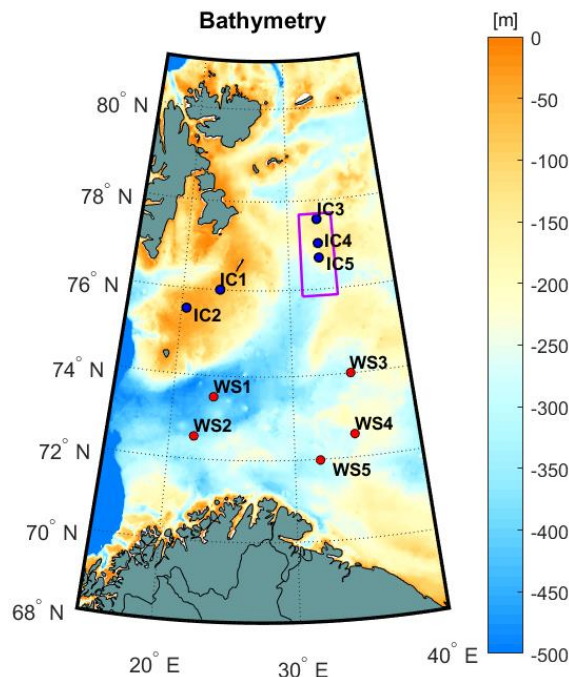 Bathymetry
[m]
80° N
78° N
76° N
74° N
72° N
70° N
68° N
20° E
30° E
40° E
IC3
IC4
IC5
IC1
IC2
WS3
WS1
WS4
WS2
WS5
0
-50
-100
-150
-200
-250
-300
-350
-400
-450
-500